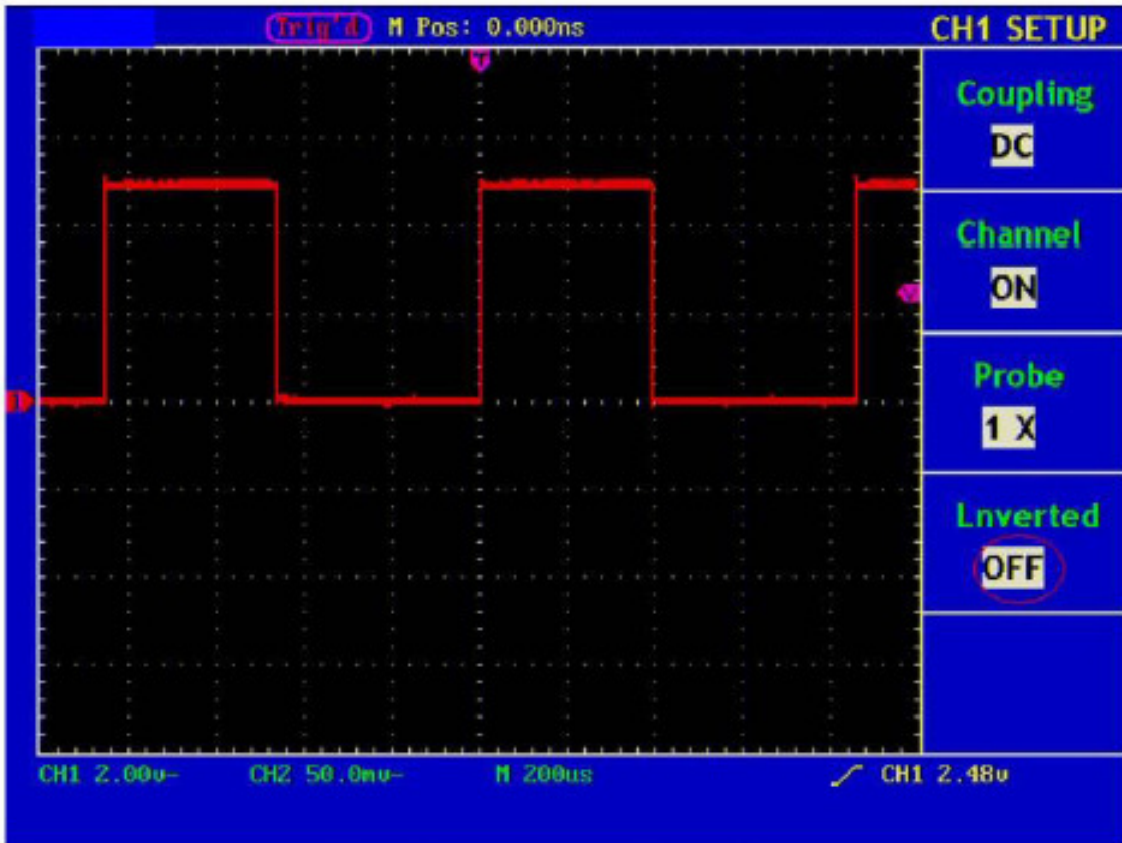 Trig'd M Pos: 0.000ns CH1 SETUP
T
Coupling
DC
Channel
ON
Probe
1 X
1
Lnverted
OFF
CH1 2.00v- CH2 50.0mv- M 200us CH1 2.48v